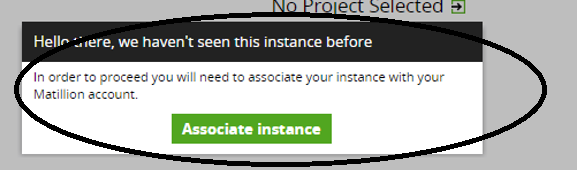 No Project Selected
Hello there, we haven't seen this instance before
In order to proceed you will need to associate your instance with your
Matillion account.
Associate instance